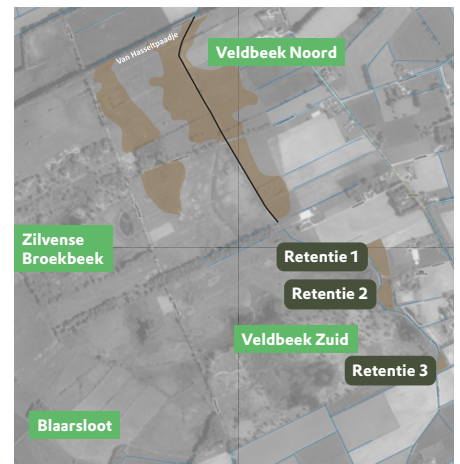 Van Hasseltpaadje
Veldbeek Noord
Zilvense
Broekbeek
Retentie 1
Retentie 2
Veldbeek Zuid
Retentie 3
Blaarsloot